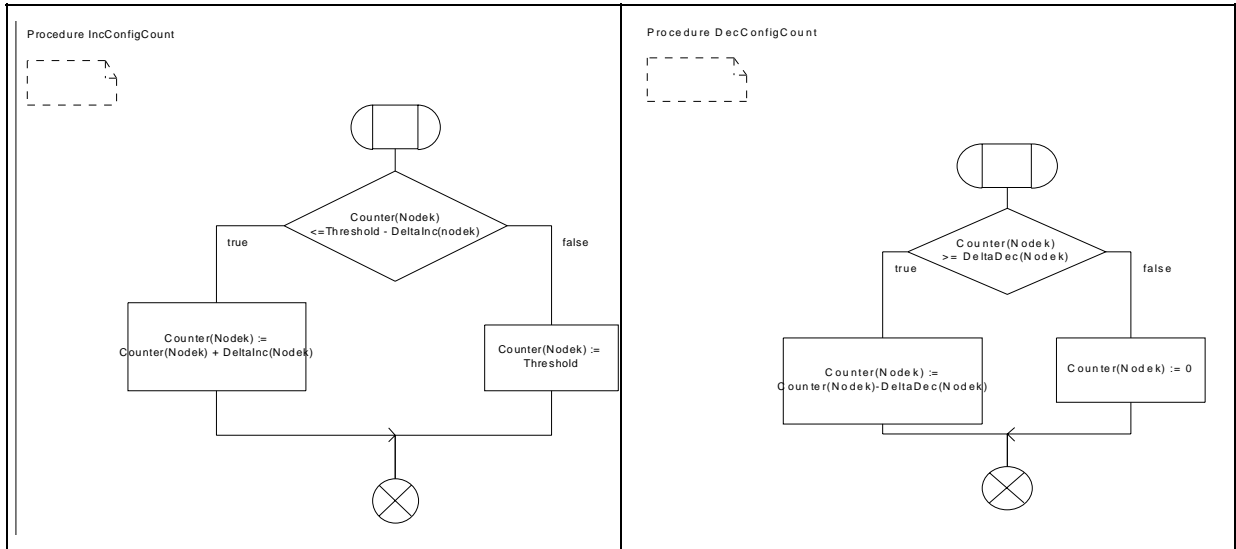 Procedure IncConfigCount
Counter(Nodek)
<=Threshold - DeltaInc(nodek)
true
false
Counter(Nodek) :=
Counter(Nodek) + DeltaInc(Nodek)
Counter(Nodek) :=
Threshold
Procedure DecConfigCount
Counter(Nodek)
>= DeltaDec(Nodek)
true
false
Counter(Nodek) :=
Counter(Nodek)-DeltaDec(Nodek)
Counter(Nodek) := 0